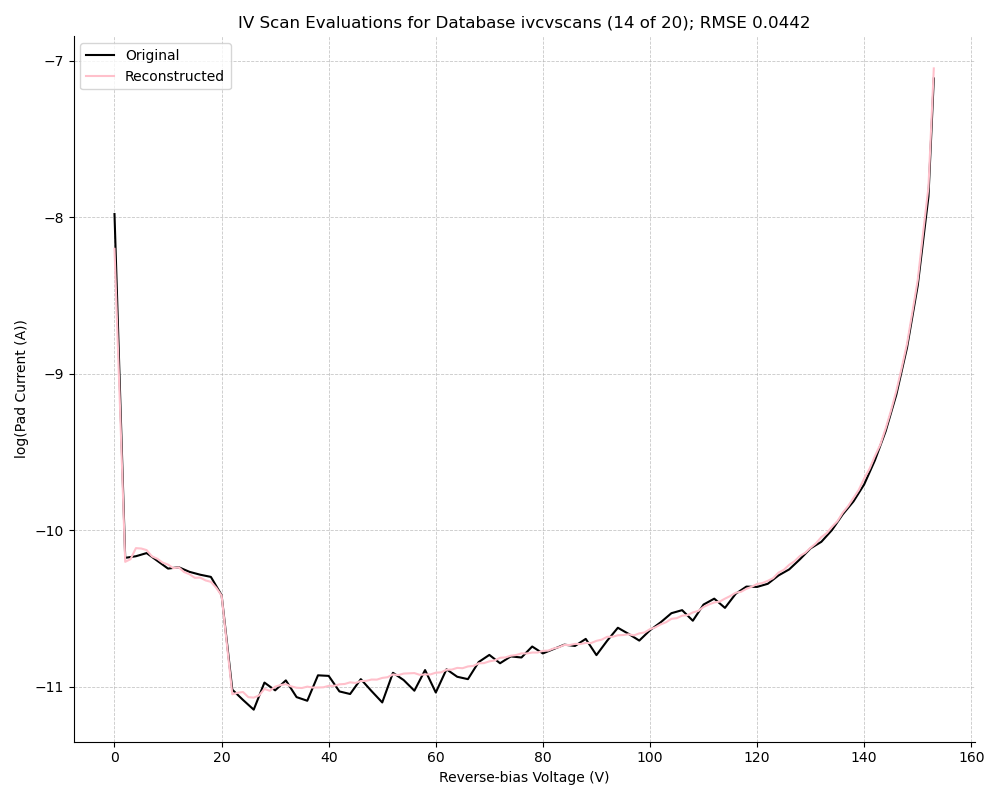 IV Scan Evaluations for Database ivcvscans (14 of 20); RMSE 0.0442
Original
Reconstructed
log(Pad Current (A))
−7
−8
−9
−10
−11
0 20 40 60 80 100 120 140 160
Reverse-bias Voltage (V)